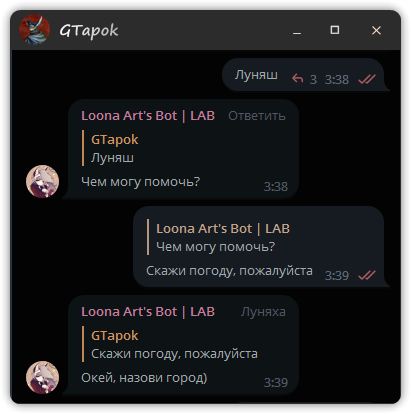 GTapok
Луняш 3 3:38
Loona Art's Bot | LAB Ответить
GTapok
Луняш
Чем могу помочь? 3:38
Loona Art's Bot | LAB
Чем могу помочь?
Скажи погоду, пожалуйста 3:39
Loona Art's Bot | LAB Луняха
GTapok
Скажи погоду, пожалуйста
Окей, назови город) 3:39